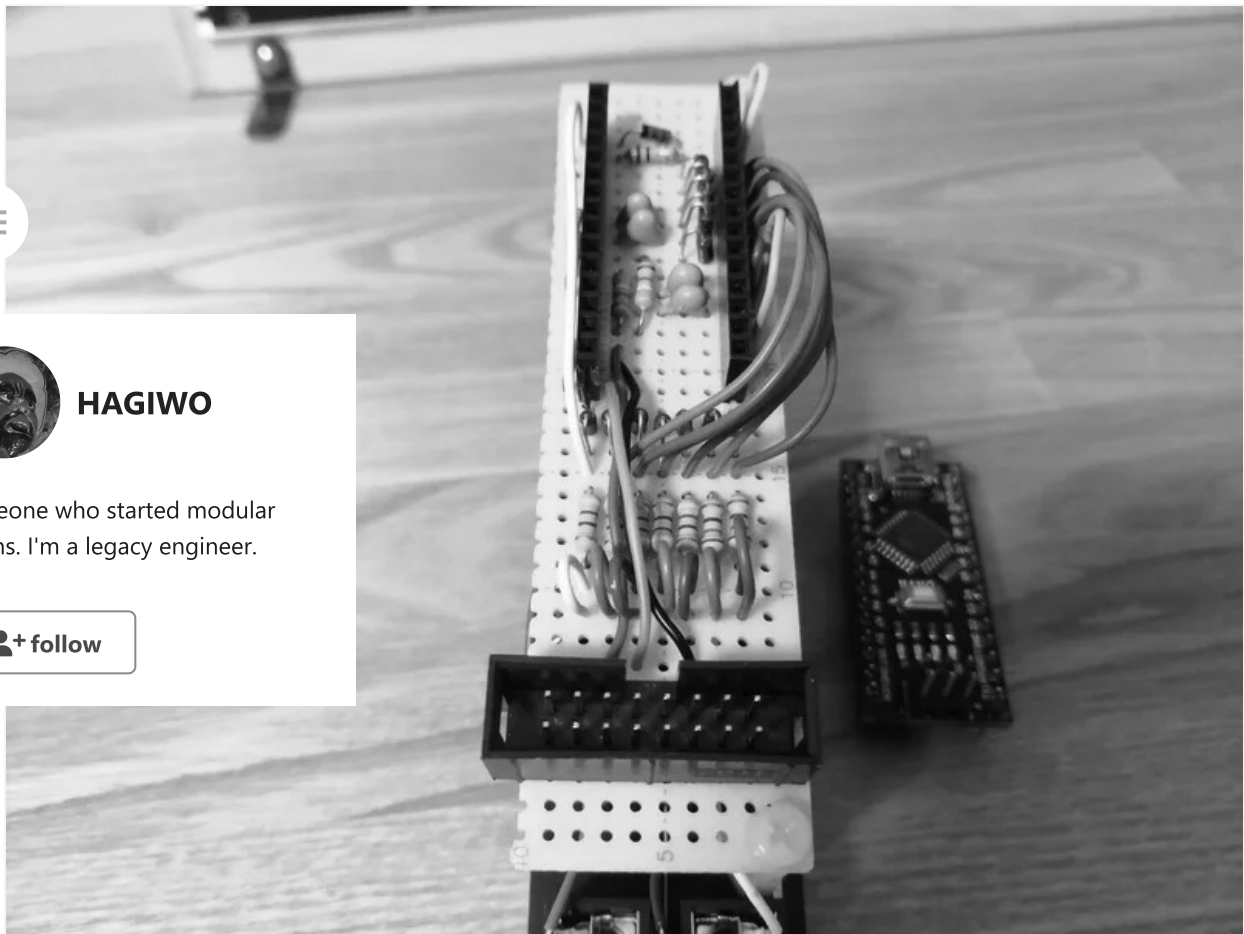 HAGIWO
eone who started modular
ns. I'm a legacy engineer.
follow
15
10
10
5